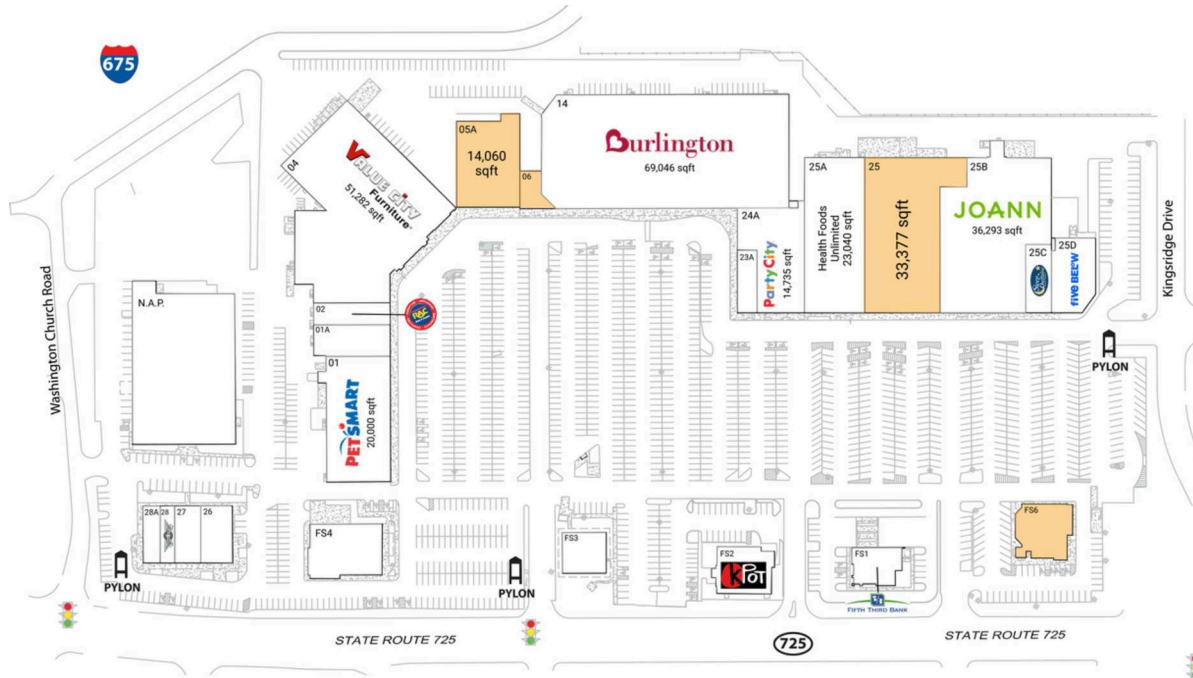 675
14
Burlington
69,046 sqft
05A
14,060
sqft
06
04
VALUE CITY
Furniture
51,282 sqft
25A
Health Foods
Unlimited
23,040 sqft
25
33,377 sqft
25B
JOANN
36,293 sqft
24A
23A
Party City
14,735 sqft
25C
25D
five BEL°W
Washington Church Road
Kingsridge Drive
N.A.P.
02
RAC
01A
01
PETSMART
20,000 sqft
PYLON
28A
28
27
26
FS4
FS3
FS2
KPOT
FS1
FIFTH THIRD BANK
FS6
PYLON
PYLON
STATE ROUTE 725
725
STATE ROUTE 725